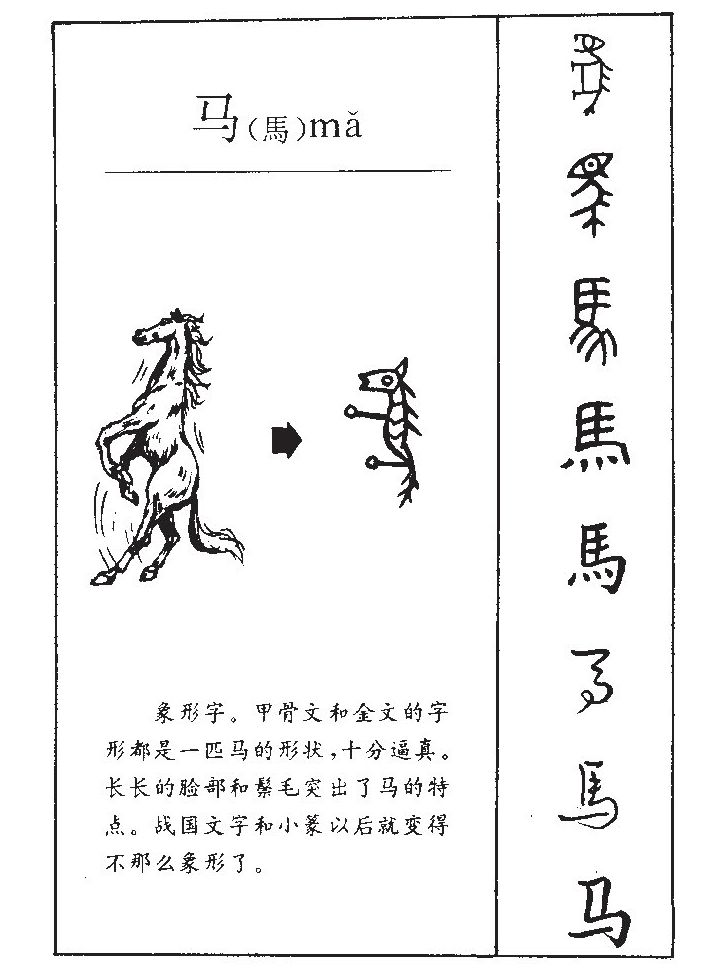 马(馬)mǎ
象形字。甲骨文和金文的字
形都是一匹马的形状,十分逼真。
长长的脸部和鬃毛突出了马的特
点。战国文字和小篆以后就变得
不那么象形了。
馬
馬
馬
马
馬
马